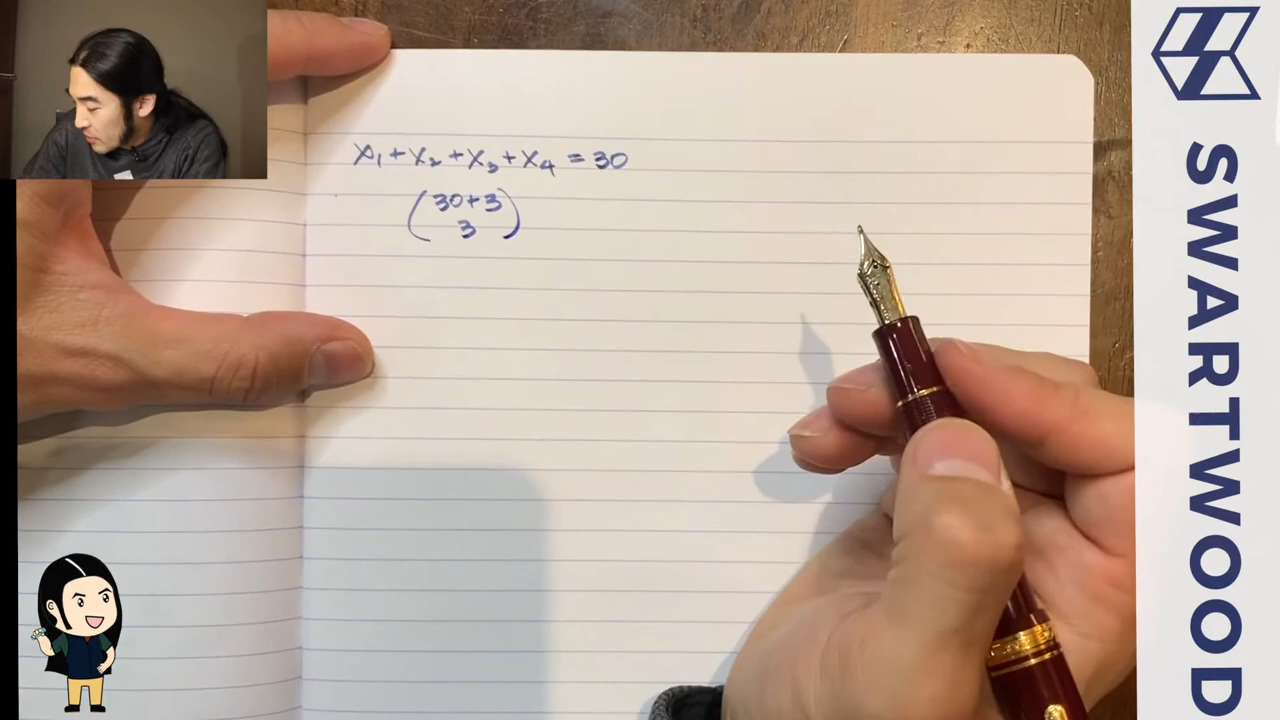 x₁ + x₂ + x₃ + x₄ = 30
(30+3
3)
SWARTWOOD